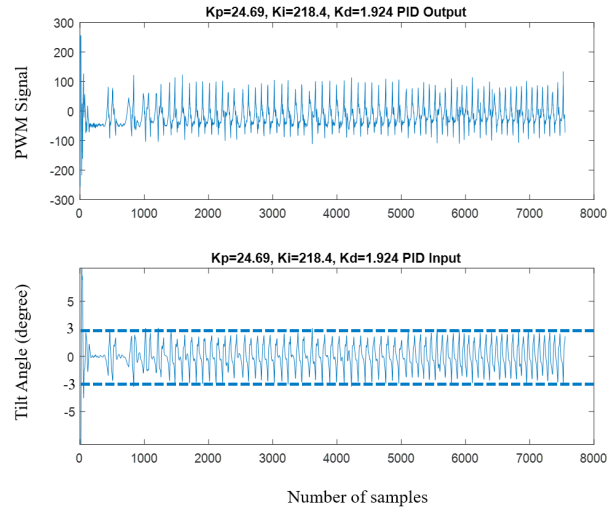 Kp=24.69, Ki=218.4, Kd=1.924 PID Output
PWM Signal
300
200
100
0
-100
-200
-300
0 1000 2000 3000 4000 5000 6000 7000 8000
Kp=24.69, Ki=218.4, Kd=1.924 PID Input
Tilt Angle (degree)
5
3
0
-3
-5
0 1000 2000 3000 4000 5000 6000 7000 8000
Number of samples